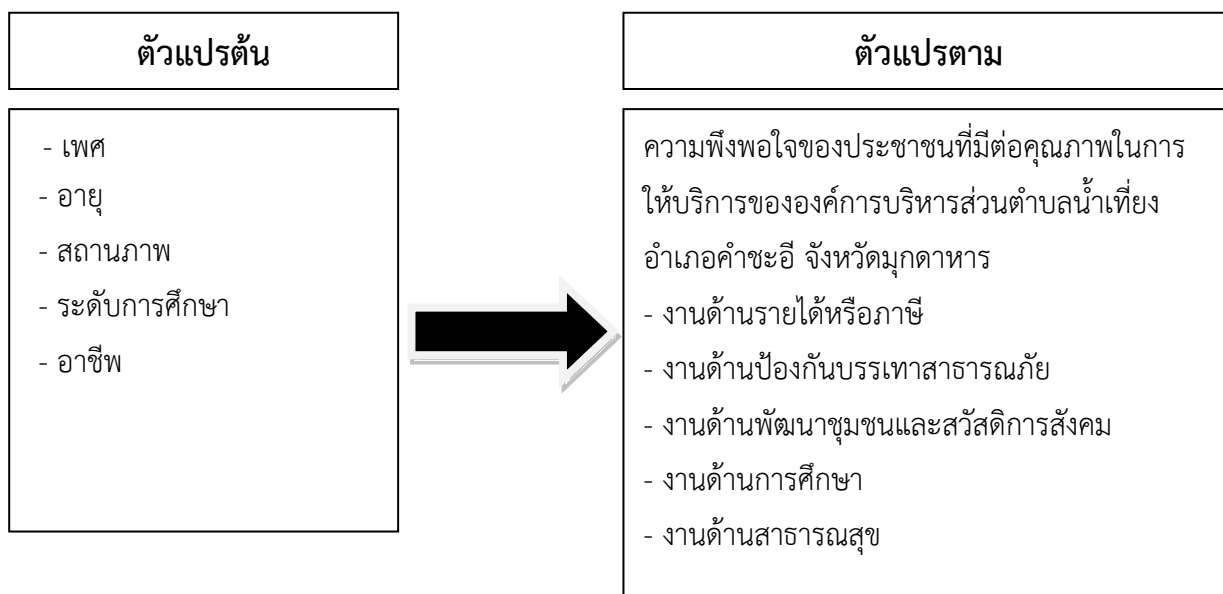 ตัวแปรต้น
- เพศ
- อายุ
- สถานภาพ
- ระดับการศึกษา
- อาชีพ
ตัวแปรตาม
ความพึงพอใจของประชาชนที่มีต่อคุณภาพในการ
ให้บริการขององค์การบริหารส่วนตำบลน้ำเที่ยง
อำเภอคำชะอี จังหวัดมุกดาหาร
- งานด้านรายได้หรือภาษี
- งานด้านป้องกันบรรเทาสาธารณภัย
- งานด้านพัฒนาชุมชนและสวัสดิการสังคม
- งานด้านการศึกษา
- งานด้านสาธารณสุข